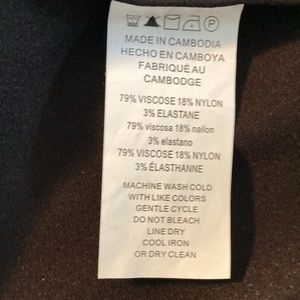 MADE IN CAMBODIA
HECHO EN CAMBOYA
FABRIQUÉ AU
CAMBODGE
79% VISCOSE 18% NYLON
3% ELASTANE
79% viscosa 18% nailon
3% elastano
79% VISCOSE 18% NYLON
3% ÉLASTHANNE
MACHINE WASH COLD
WITH LIKE COLORS
GENTLE CYCLE
DO NOT BLEACH
LINE DRY
COOL IRON
OR DRY CLEAN